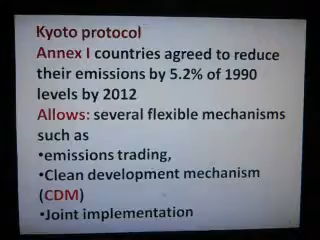 Kyoto protocol
Annex I countries agreed to reduce
their emissions by 5.2% of 1990
levels by 2012
Allows: several flexible mechanisms
such as
•emissions trading,
•Clean development mechanism
(CDM)
•Joint implementation